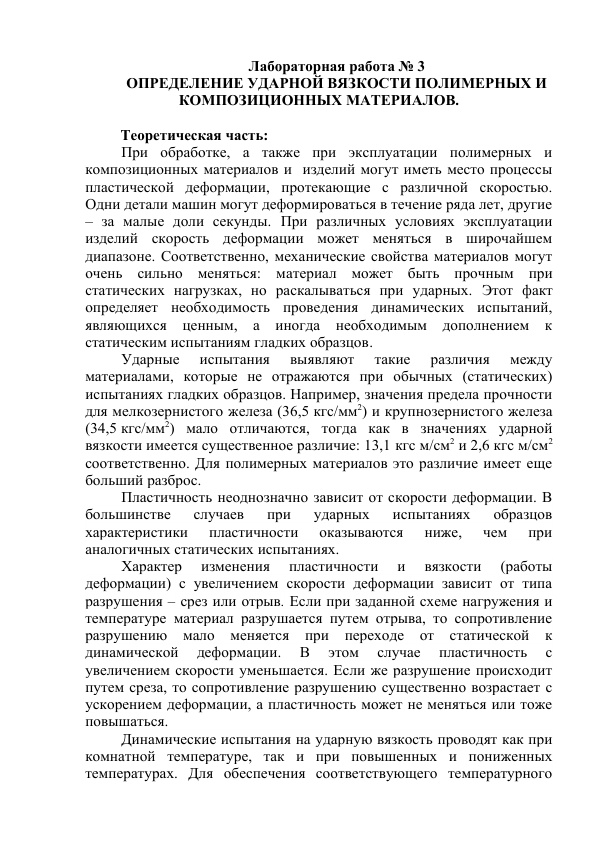 Лабораторная работа № 3
ОПРЕДЕЛЕНИЕ УДАРНОЙ ВЯЗКОСТИ ПОЛИМЕРНЫХ И
КОМПОЗИЦИОННЫХ МАТЕРИАЛОВ.
Теоретическая часть:
При обработке, а также при эксплуатации полимерных и
композиционных материалов и изделий могут иметь место процессы
пластической деформации, протекающие с различной скоростью.
Одни детали машин могут деформироваться в течение ряда лет, другие
– за малые доли секунды. При различных условиях эксплуатации
изделий скорость деформации может меняться в широчайшем
диапазоне. Соответственно, механические свойства материалов могут
очень сильно меняться: материал может быть прочным при
статических нагрузках, но раскалываться при ударных. Этот факт
определяет необходимость проведения динамических испытаний,
являющихся ценным, а иногда необходимым дополнением к
статическим испытаниям гладких образцов.
Ударные испытания выявляют такие различия между
материалами, которые не отражаются при обычных (статических)
испытаниях гладких образцов. Например, значения предела прочности
для мелкозернистого железа (36,5 кгс/мм²) и крупнозернистого железа
(34,5 кгс/мм²) мало отличаются, тогда как в значениях ударной
вязкости имеется существенное различие: 13,1 кгс м/см² и 2,6 кгс м/см²
соответственно. Для полимерных материалов это различие имеет еще
больший разброс.
Пластичность неоднозначно зависит от скорости деформации. В
большинстве случаев при ударных испытаниях образцов
характеристики пластичности оказываются ниже, чем при
аналогичных статических испытаниях.
Характер изменения пластичности и вязкости (работы
деформации) с увеличением скорости деформации зависит от типа
разрушения – срез или отрыв. Если при заданной схеме нагружения и
температуре материал разрушается путем отрыва, то сопротивление
разрушению мало меняется при переходе от статической к
динамической деформации. В этом случае пластичность с
увеличением скорости уменьшается. Если же разрушение происходит
путем среза, то сопротивление разрушению существенно возрастает с
ускорением деформации, а пластичность может не меняться или тоже
повышаться.
Динамические испытания на ударную вязкость проводят как при
комнатной температуре, так и при повышенных и пониженных
температурах. Для обеспечения соответствующего температурного